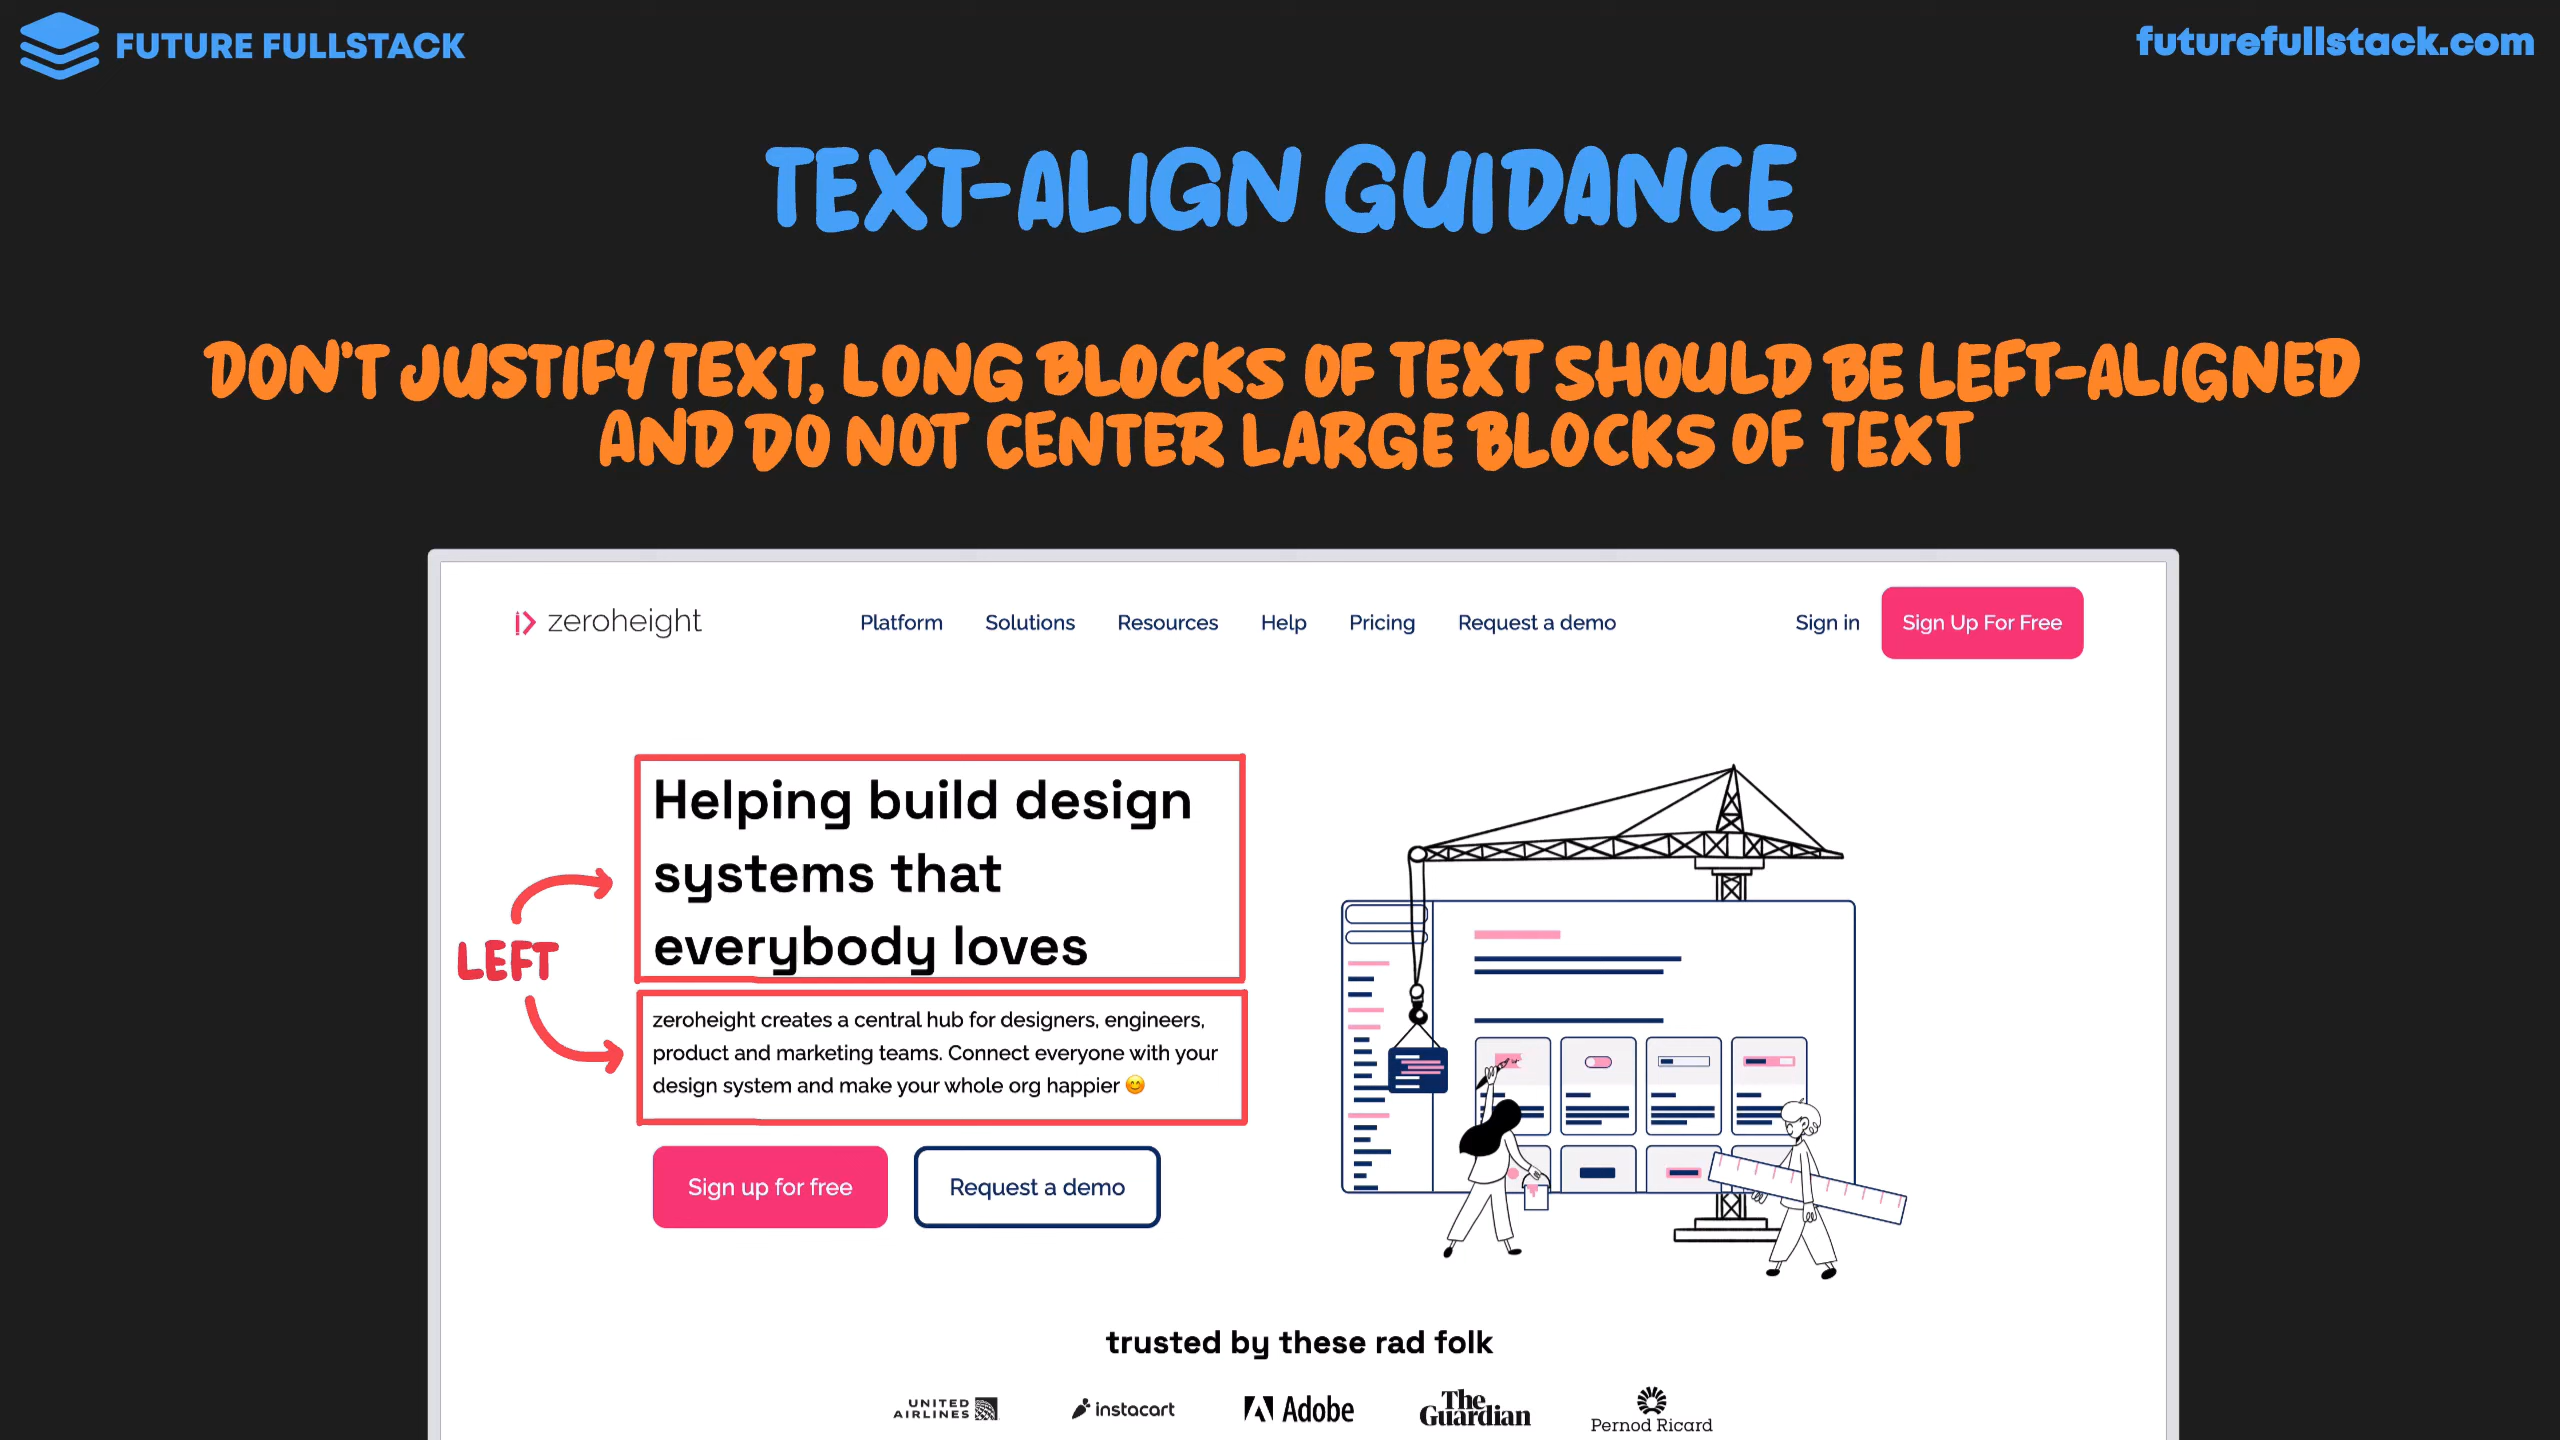 FUTURE FULLSTACK
futurefullstack.com
TEXT-ALIGN GUIDANCE
DON'T JUSTIFY TEXT, LONG BLOCKS OF TEXT SHOULD BE LEFT-ALIGNED
AND DO NOT CENTER LARGE BLOCKS OF TEXT
zeroheight
Platform
Solutions
Resources
Help
Pricing
Request a demo
Sign in
Sign Up For Free
Helping build design
systems that
everybody loves
LEFT
zeroheight creates a central hub for designers, engineers,
product and marketing teams. Connect everyone with your
design system and make your whole org happier 😊
Sign up for free
Request a demo
trusted by these rad folk
UNITED
AIRLINES
instacart
Adobe
The
Guardian
Pernod Ricard